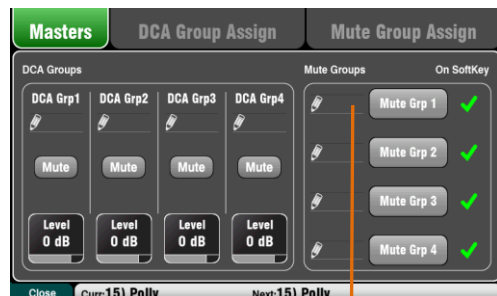 Masters DCA Group Assign Mute Group Assign
DCA Groups Mute Groups On SoftKey
DCA Grp1 DCA Grp2 DCA Grp3 DCA Grp4 Mute Grp 1
Mute Mute Mute Mute Mute Grp 2
Mute Grp 3
Level Level Level Level
0 dB 0 dB 0 dB 0 dB Mute Grp 4
Close Curr:15) Polly Next:15) Polly